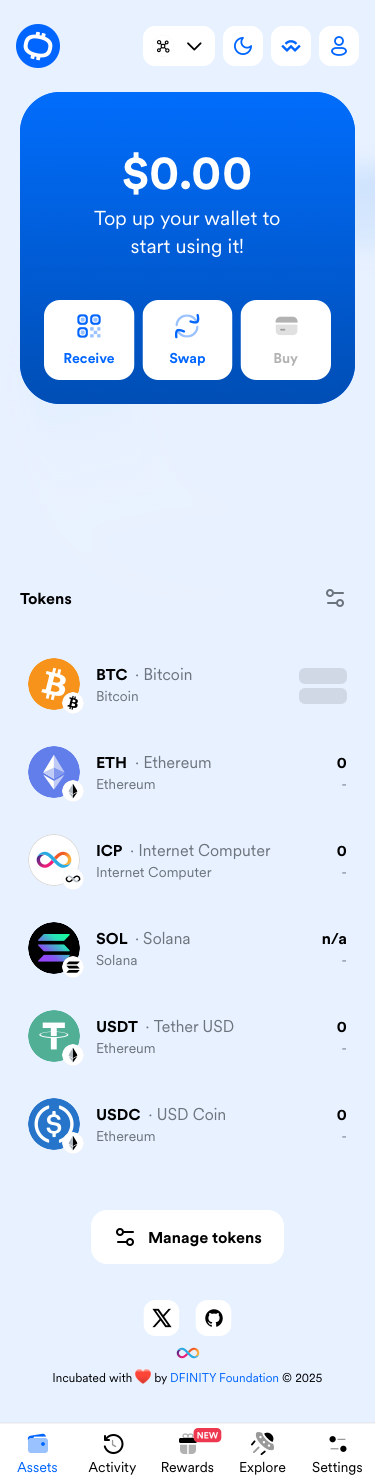 $0.00
Top up your wallet to
start using it!
Receive Swap Buy
Tokens
BTC · Bitcoin
Bitcoin
ETH · Ethereum 0
Ethereum -
ICP · Internet Computer 0
Internet Computer -
SOL · Solana n/a
Solana -
USDT · Tether USD 0
Ethereum -
USDC · USD Coin 0
Ethereum -
Manage tokens
Incubated with ❤️ by DFINITY Foundation © 2025
NEW
Assets Activity Rewards Explore Settings